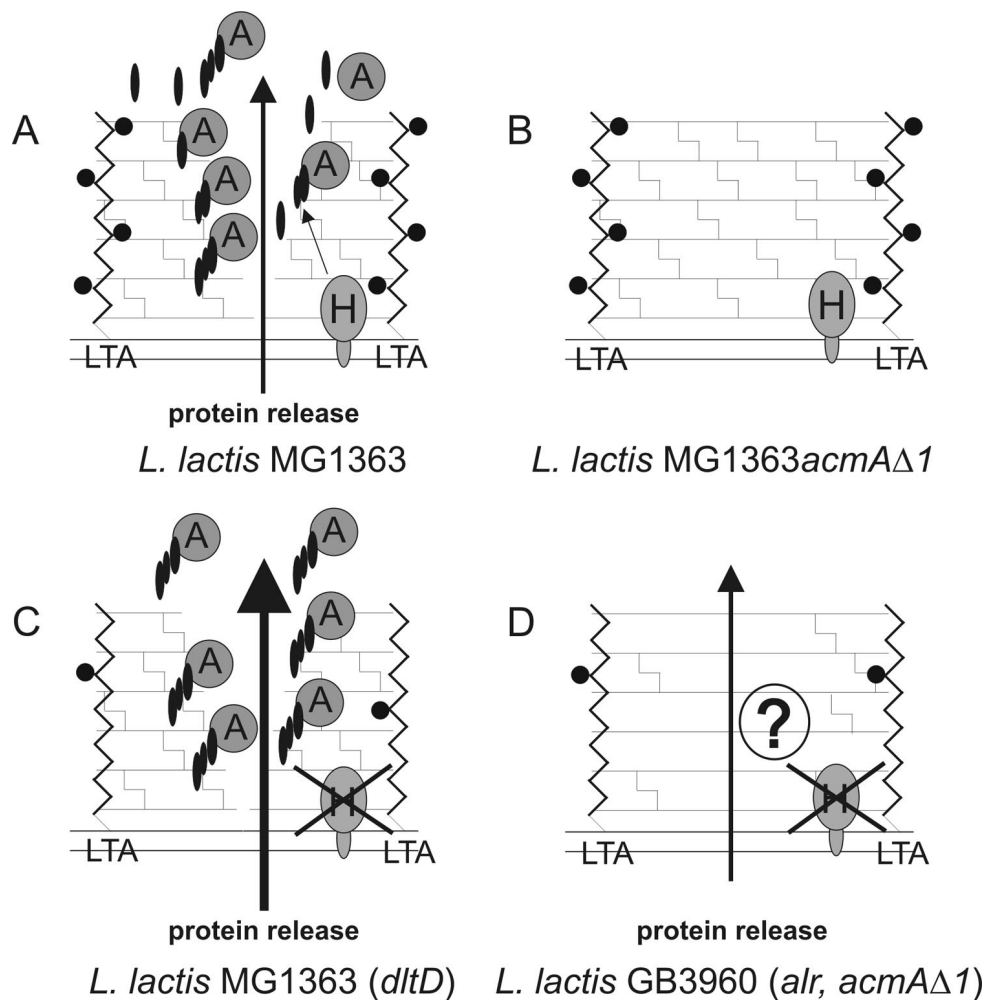 A
A
A
A
A
A
A
H
LTA
LTA
protein release
L. lactis MG1363
B
H
LTA
LTA
L. lactis MG1363acmAΔ1
C
A
A
A
A
A
A
H
LTA
LTA
protein release
L. lactis MG1363 (dltD)
D
?
H
LTA
LTA
protein release
L. lactis GB3960 (alr, acmAΔ1)